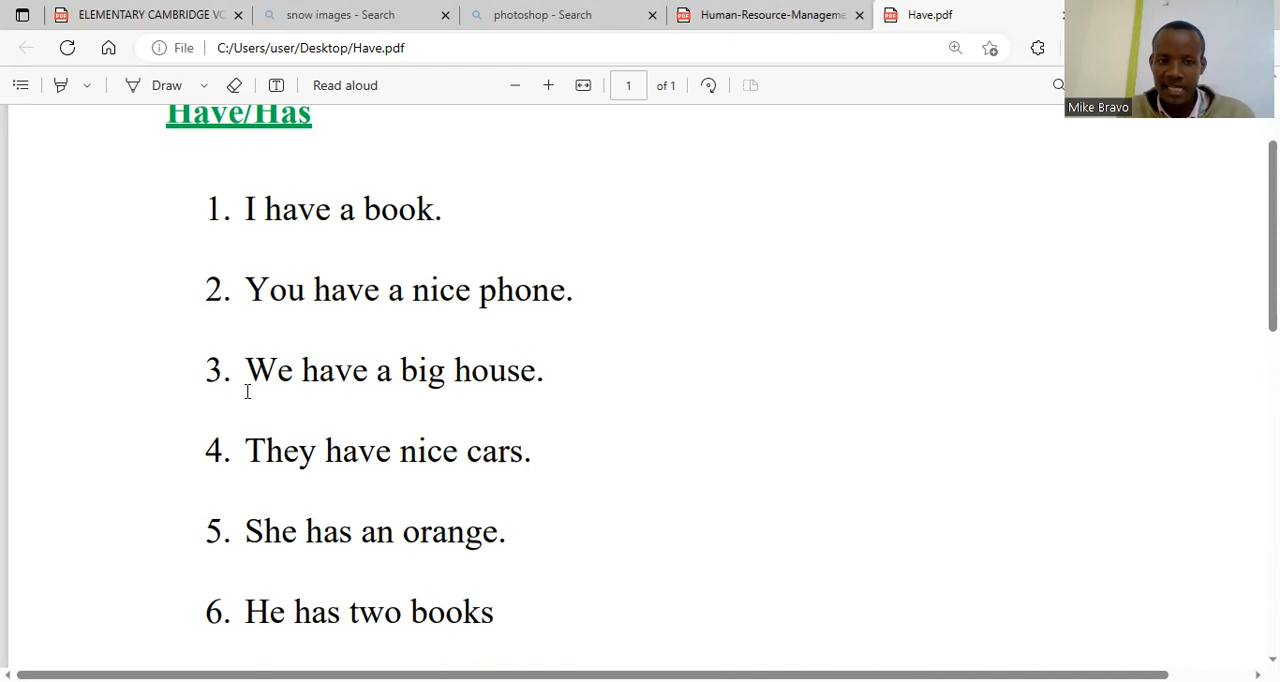 ELEMENTARY CAMBRIDGE VC
snow images - Search
photoshop - Search
Human-Resource-Manageme
Have.pdf
File
C:/Users/user/Desktop/Have.pdf
Draw
Read aloud
1
of 1
Mike Bravo
Have/Has
1. I have a book.
2. You have a nice phone.
3. We have a big house.
4. They have nice cars.
5. She has an orange.
6. He has two books